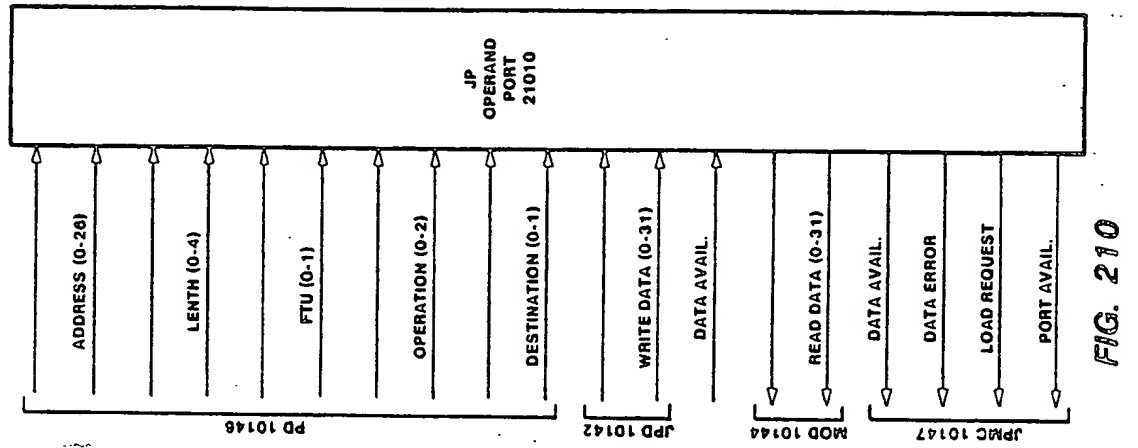 JP
OPERAND
PORT
21010
ADDRESS (0-26)
LENTH (0-4)
FTU (0-1)
OPERATION (0-2)
DESTINATION (0-1)
WRITE DATA (0-31)
DATA AVAIL.
READ DATA (0-31)
DATA AVAIL.
DATA ERROR
LOAD REQUEST
PORT AVAIL.
PD 10146
JPD 10142
MOD 10144
JPMC 10147
FIG. 210